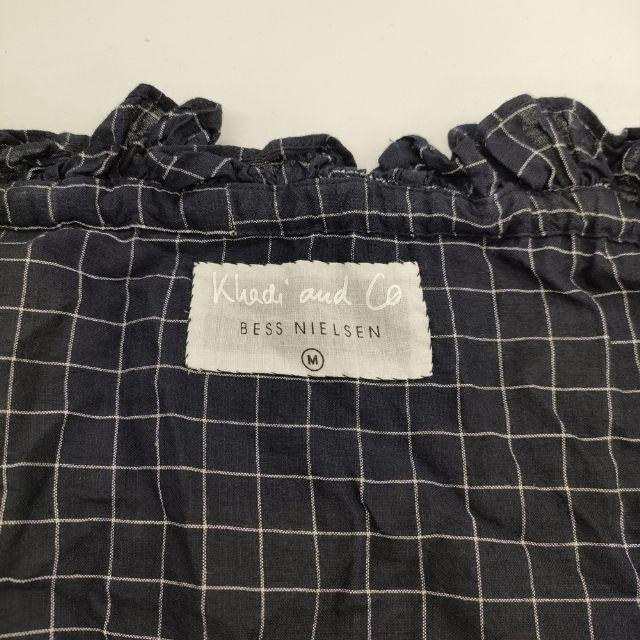 Khadi and Co
BESS NIELSEN
M